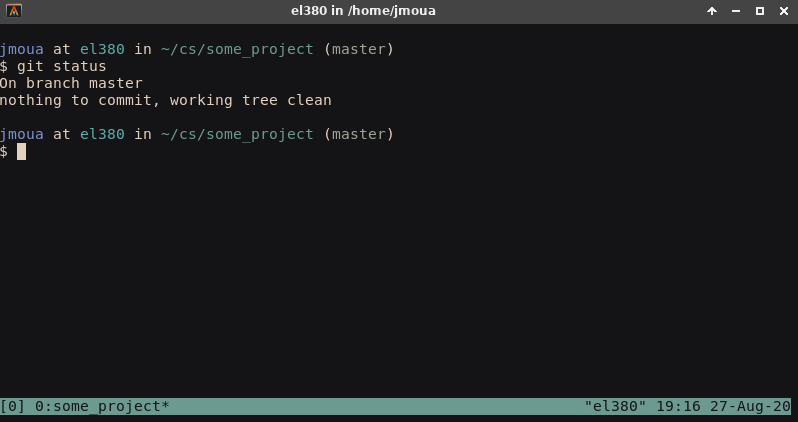 el380 in /home/jmoua
jmoua at el380 in ~/cs/some_project (master)
$ git status
On branch master
nothing to commit, working tree clean
jmoua at el380 in ~/cs/some_project (master)
$
[0] 0:some_project* "el380" 19:16 27-Aug-20